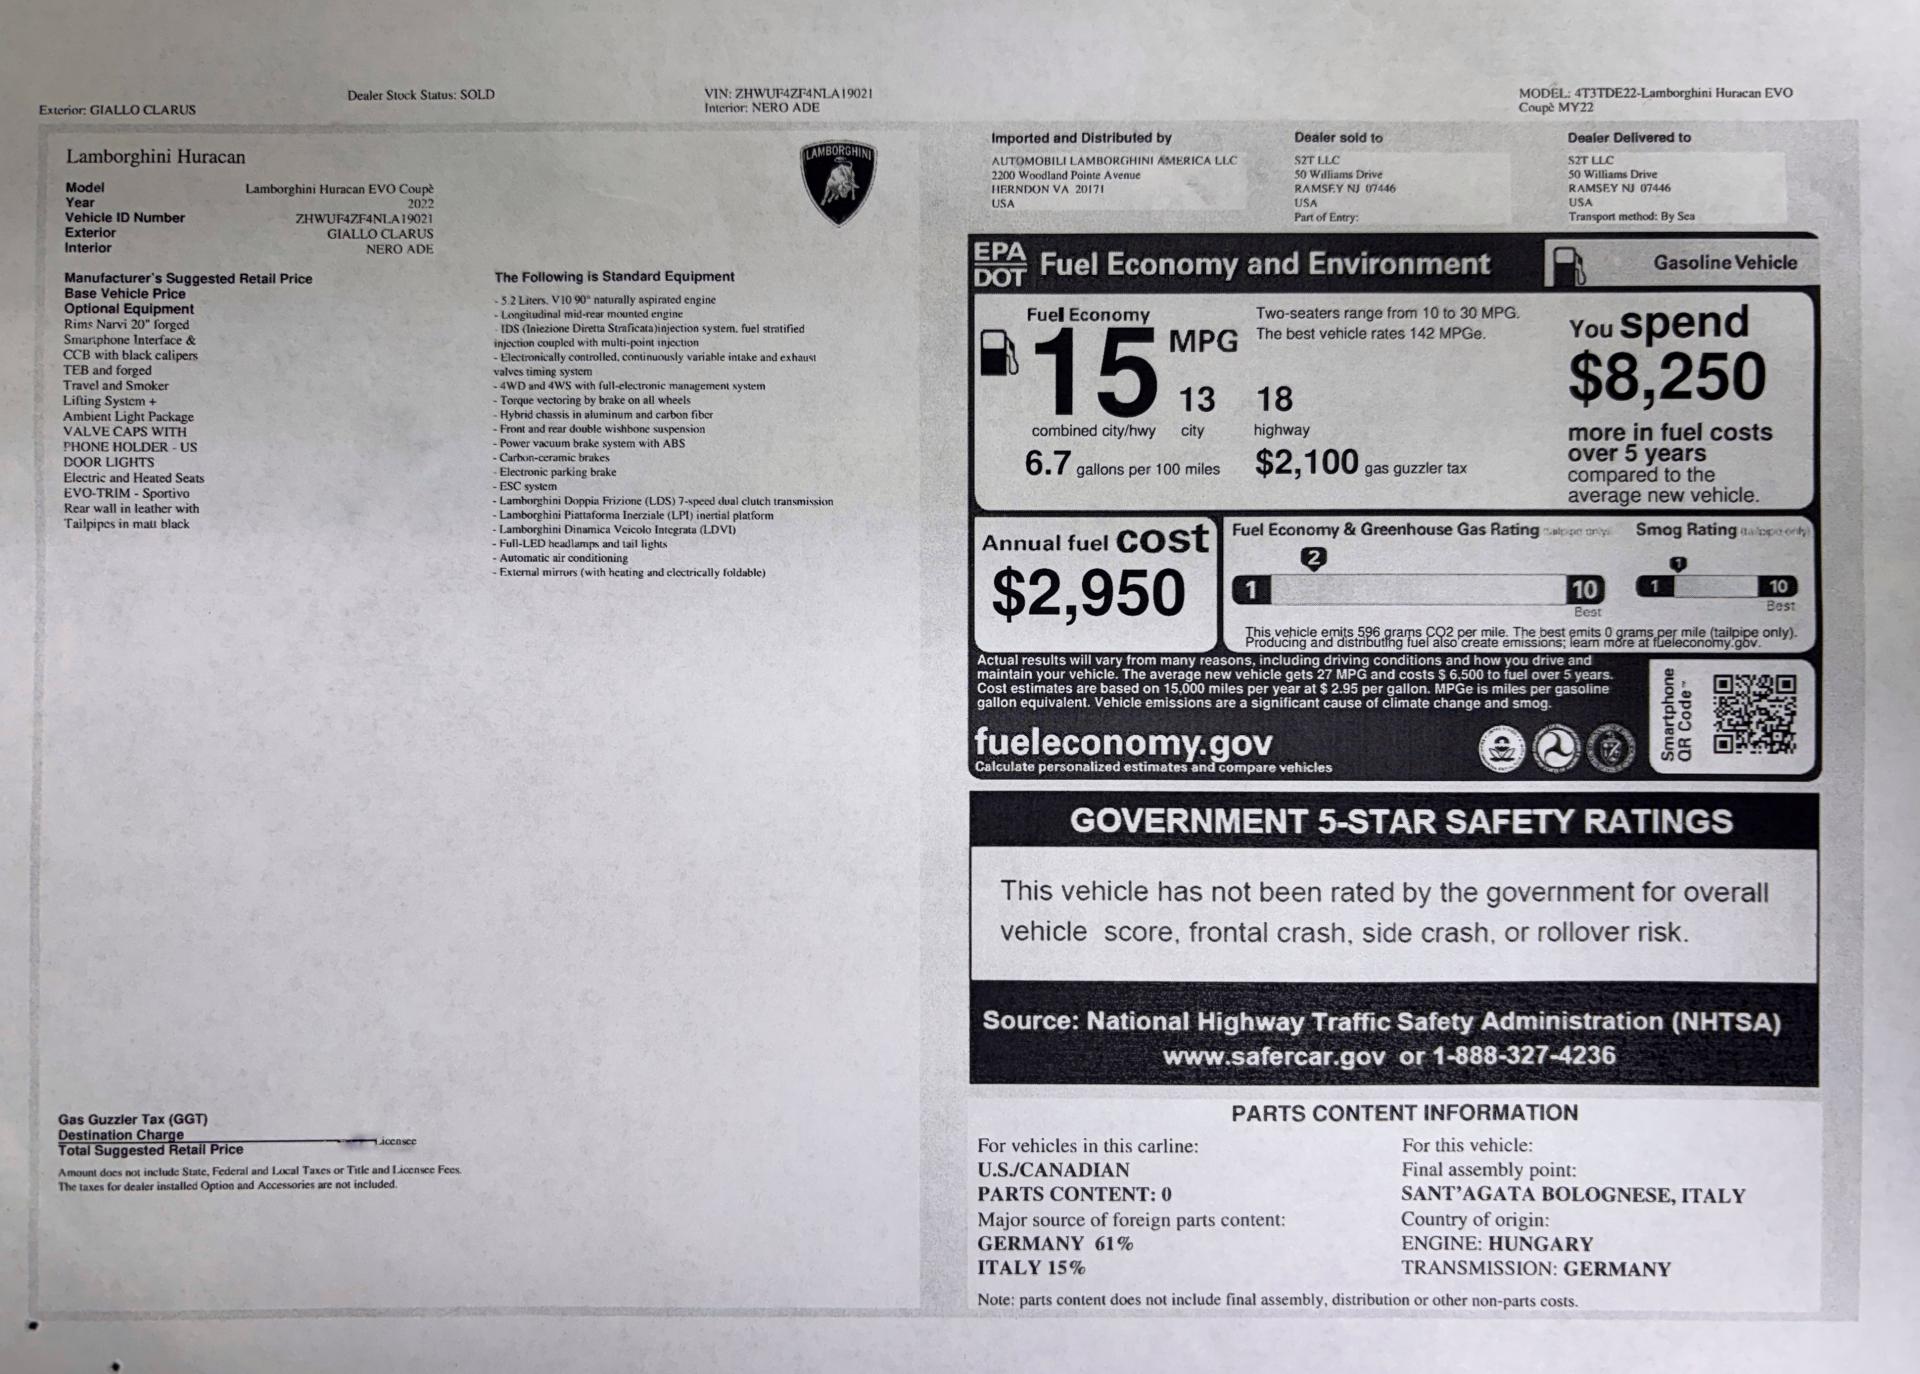 Exterior: GIALLO CLARUS
Dealer Stock Status: SOLD
VIN: ZHWUF4ZF4NLA19021
Interior: NERO ADE
MODEL: 4T3TDE22-Lamborghini Huracan EVO
Coupè MY22
Lamborghini Huracan
LAMBORGHINI
Model Lamborghini Huracan EVO Coupè
Year 2022
Vehicle ID Number ZHWUF4ZF4NLA19021
Exterior GIALLO CLARUS
Interior NERO ADE
Manufacturer's Suggested Retail Price
Base Vehicle Price
Optional Equipment
Rims Narvi 20" forged
Smartphone Interface &
CCB with black calipers
TEB and forged
Travel and Smoker
Lifting System +
Ambient Light Package
VALVE CAPS WITH
PHONE HOLDER - US
DOOR LIGHTS
Electric and Heated Seats
EVO-TRIM - Sportivo
Rear wall in leather with
Tailpipes in matt black
The Following is Standard Equipment
- 5.2 Liters, V10 90° naturally aspirated engine
- Longitudinal mid-rear mounted engine
- IDS (Iniezione Diretta Straficata)injection system, fuel stratified
injection coupled with multi-point injection
- Electronically controlled, continuously variable intake and exhaust
valves timing system
- 4WD and 4WS with full-electronic management system
- Torque vectoring by brake on all wheels
- Hybrid chassis in aluminum and carbon fiber
- Front and rear double wishbone suspension
- Power vacuum brake system with ABS
- Carbon-ceramic brakes
- Electronic parking brake
- ESC system
- Lamborghini Doppia Frizione (LDS) 7-speed dual clutch transmission
- Lamborghini Piattaforma Inerziale (LPI) inertial platform
- Lamborghini Dinamica Veicolo Integrata (LDVI)
- Full-LED headlamps and tail lights
- Automatic air conditioning
- External mirrors (with heating and electrically foldable)
Gas Guzzler Tax (GGT)
Destination Charge
Licensee
Total Suggested Retail Price
Amount does not include State, Federal and Local Taxes or Title and Licensee Fees.
The taxes for dealer installed Option and Accessories are not included.
Imported and Distributed by
AUTOMOBILI LAMBORGHINI AMERICA LLC
2200 Woodland Pointe Avenue
HERNDON VA 20171
USA
Dealer sold to
S2T LLC
50 Williams Drive
RAMSEY NJ 07446
USA
Part of Entry:
Dealer Delivered to
S2T LLC
50 Williams Drive
RAMSEY NJ 07446
USA
Transport method: By Sea
EPA
DOT
Fuel Economy and Environment
Gasoline Vehicle
Fuel Economy
15 MPG
combined city/hwy
13
city
18
highway
6.7 gallons per 100 miles
$2,100 gas guzzler tax
Two-seaters range from 10 to 30 MPG.
The best vehicle rates 142 MPGe.
You spend
$8,250
more in fuel costs
over 5 years
compared to the
average new vehicle.
Annual fuel cost
$2,950
Fuel Economy & Greenhouse Gas Rating (tailpipe only)
2
1
10
Best
Smog Rating (tailpipe only)
1
1
10
Best
This vehicle emits 596 grams CO2 per mile. The best emits 0 grams per mile (tailpipe only).
Producing and distributing fuel also create emissions; learn more at fueleconomy.gov.
Actual results will vary from many reasons, including driving conditions and how you drive and
maintain your vehicle. The average new vehicle gets 27 MPG and costs $ 6,500 to fuel over 5 years.
Cost estimates are based on 15,000 miles per year at $ 2.95 per gallon. MPGe is miles per gasoline
gallon equivalent. Vehicle emissions are a significant cause of climate change and smog.
fueleconomy.gov
Calculate personalized estimates and compare vehicles
Smartphone
QR Code™
GOVERNMENT 5-STAR SAFETY RATINGS
This vehicle has not been rated by the government for overall
vehicle score, frontal crash, side crash, or rollover risk.
Source: National Highway Traffic Safety Administration (NHTSA)
www.safercar.gov or 1-888-327-4236
PARTS CONTENT INFORMATION
For vehicles in this carline:
U.S./CANADIAN
PARTS CONTENT: 0
Major source of foreign parts content:
GERMANY 61%
ITALY 15%
For this vehicle:
Final assembly point:
SANT'AGATA BOLOGNESE, ITALY
Country of origin:
ENGINE: HUNGARY
TRANSMISSION: GERMANY
Note: parts content does not include final assembly, distribution or other non-parts costs.